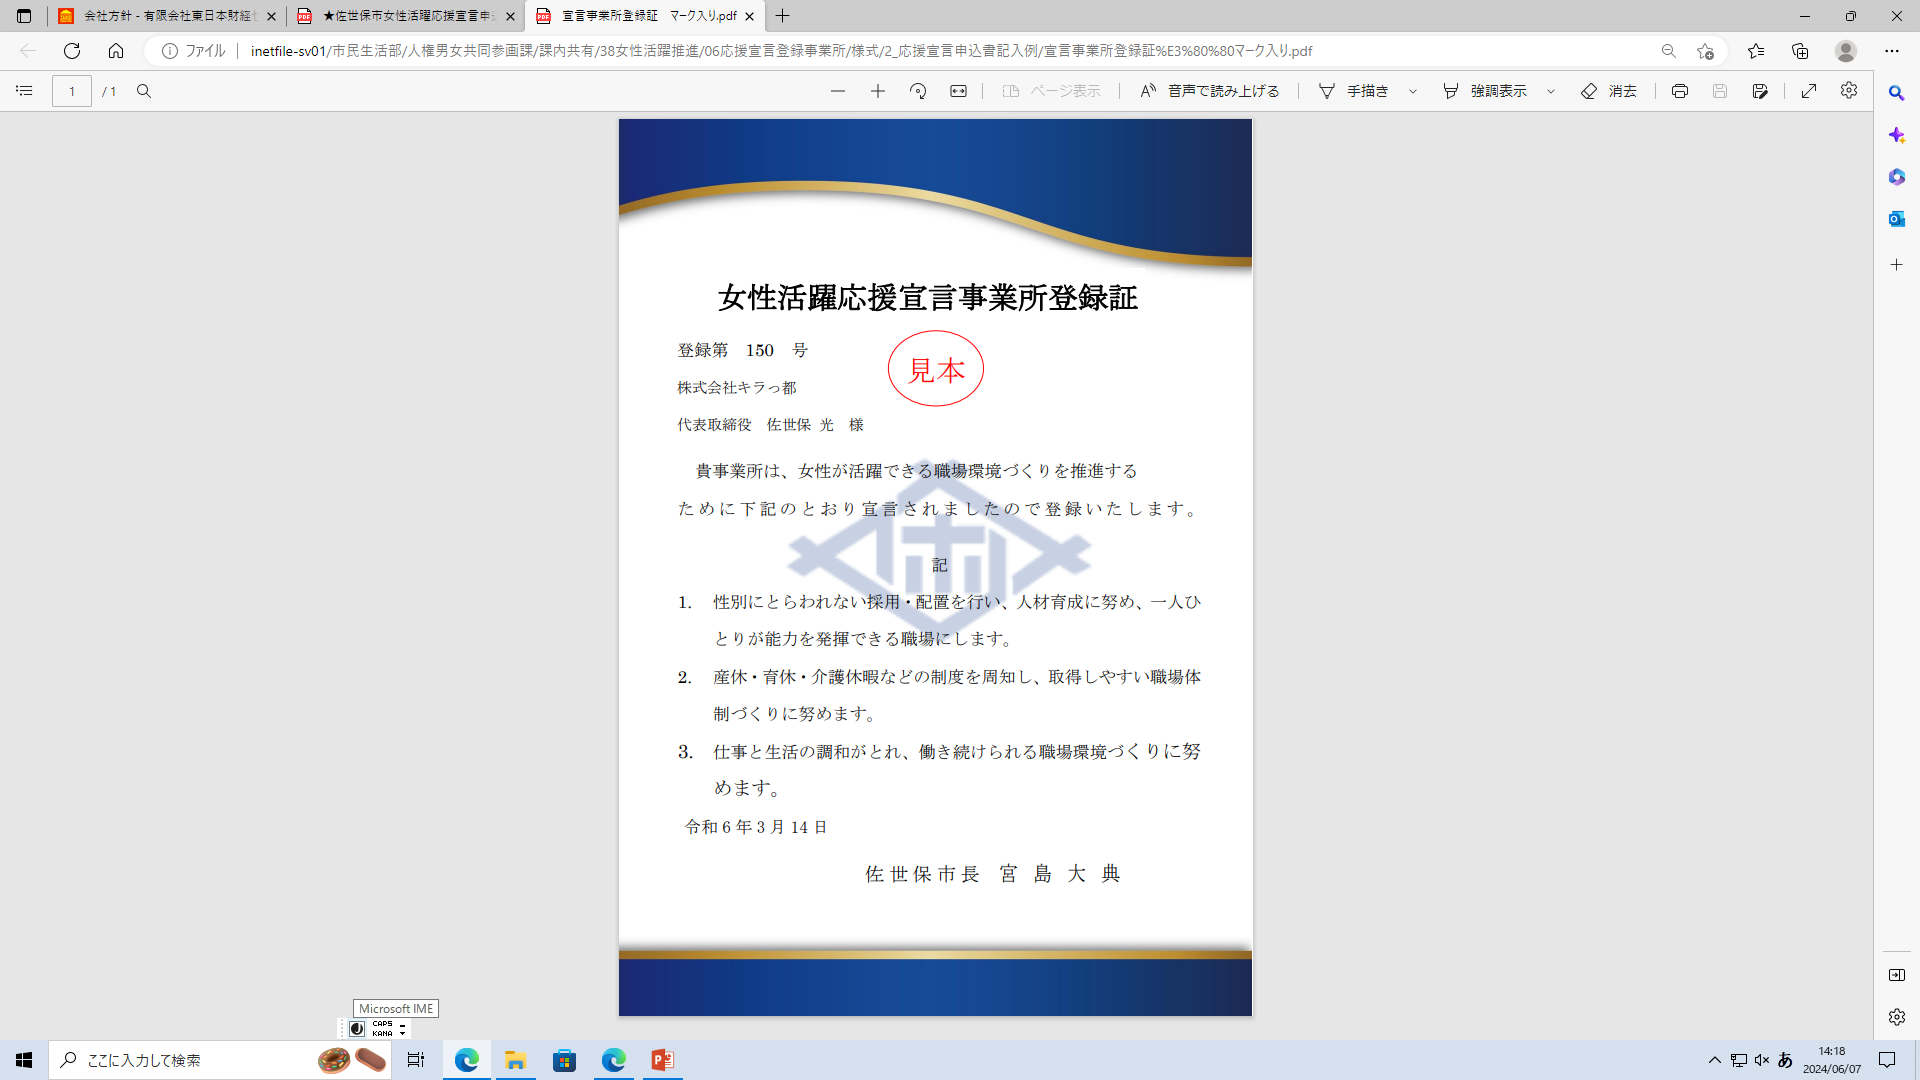 会社方針 - 有限会社東日本財経
★佐世保市女性活躍応援宣言申
宣言事業所登録証　マーク入り.pdf
ファイル
inetfile-sv01/市民生活部/人権男女共同参画課/課内共有/38女性活躍推進/06応援宣言登録事業所/様式/2_応援宣言申込書記入例/宣言事業所登録証%E3%80%80マーク入り.pdf
1 / 1
ページ表示
音声で読み上げる
手描き
強調表示
消去
女性活躍応援宣言事業所登録証
登録第　150　号
見本
株式会社キラっ都
代表取締役　佐世保 光　様
貴事業所は、女性が活躍できる職場環境づくりを推進する
ために下記のとおり宣言されましたので登録いたします。
記
1. 性別にとらわれない採用・配置を行い、人材育成に努め、一人ひ
とりが能力を発揮できる職場にします。
2. 産休・育休・介護休暇などの制度を周知し、取得しやすい職場体
制づくりに努めます。
3. 仕事と生活の調和がとれ、働き続けられる職場環境づくりに努
めます。
令和 6 年 3 月 14 日
佐世保市長　宮 島 大 典
Microsoft IME
CAPS
KANA
ここに入力して検索
あ
14:18
2024/06/07